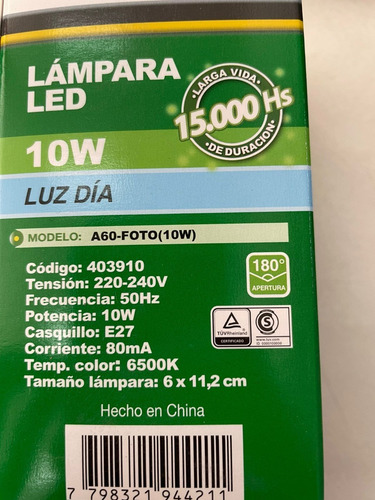 LÁMPARA
LED
LARGA VIDA
15.000 Hs
DE DURACION
10W
LUZ DÍA
MODELO: A60-FOTO(10W)
Código: 403910
Tensión: 220-240V
Frecuencia: 50Hz
Potencia: 10W
Casquillo: E27
Corriente: 80mA
Temp. color: 6500K
Tamaño lámpara: 6 x 11,2 cm
180°
APERTURA
TÜVRheinland
S
Hecho en China
7 798321 944211